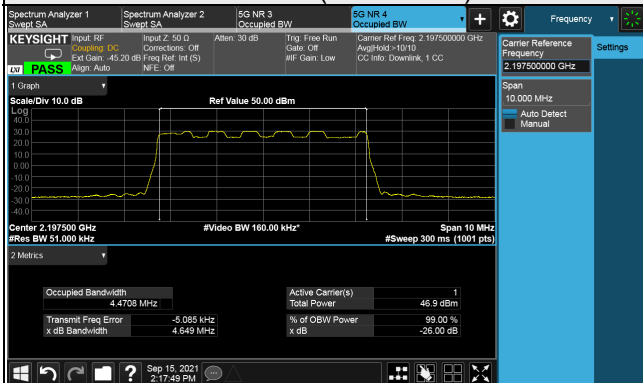 Spectrum Analyzer 1 Spectrum Analyzer 2 5G NR 3 5G NR 4 Frequency
Swept SA Swept SA Occupied BW Occupied BW
KEYSIGHT Input: RF Input Z: 50 Ω Atten: 30 dB Trig: Free Run Carrier Ref Freq: 2.197500000 GHz
Coupling: DC Corrections: Off Gate: Off Avg|Hold:>10/10
Ext Gain: -45.20 dB Freq Ref: Int (S) #IF Gain: Low CC Info: Downlink, 1 CC
LXI PASS Align: Auto NFE: Off
Carrier Reference Frequency
2.197500000 GHz
Settings
Span
10.000 MHz
Auto Detect
Manual
1 Graph
Scale/Div 10.0 dB Ref Value 50.00 dBm
Log
40.0
30.0
20.0
10.0
0.00
-10.0
-20.0
-30.0
-40.0
Center 2.197500 GHz #Video BW 160.00 kHz* Span 10 MHz
#Res BW 51.000 kHz #Sweep 300 ms (1001 pts)
2 Metrics
Occupied Bandwidth
4.4708 MHz
Active Carrier(s) 1
Total Power 46.9 dBm
Transmit Freq Error -5.085 kHz % of OBW Power 99.00 %
x dB Bandwidth 4.649 MHz x dB -26.00 dB
Sep 15, 2021
2:17:49 PM